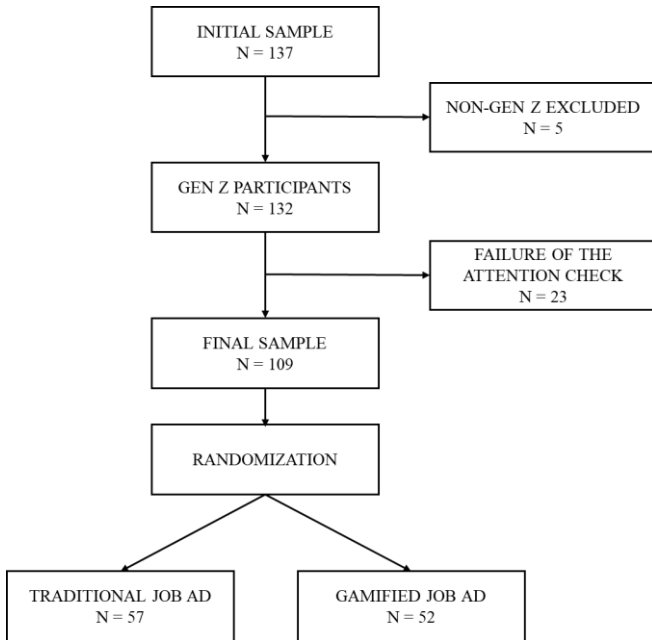 INITIAL SAMPLE
N = 137
NON-GEN Z EXCLUDED
N = 5
GEN Z PARTICIPANTS
N = 132
FAILURE OF THE
ATTENTION CHECK
N = 23
FINAL SAMPLE
N = 109
RANDOMIZATION
TRADITIONAL JOB AD
N = 57
GAMIFIED JOB AD
N = 52